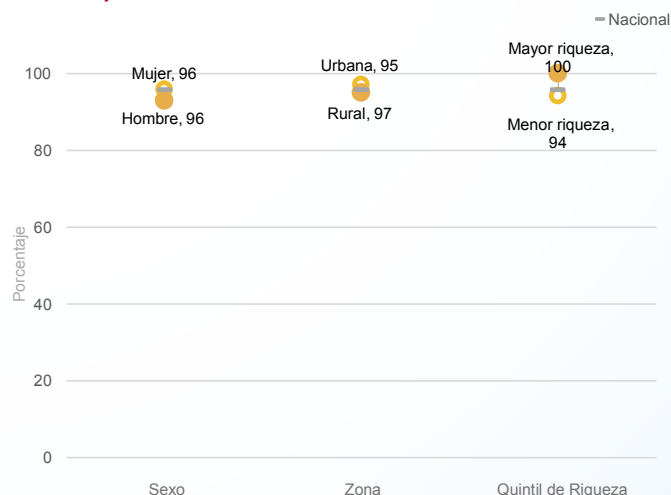 Nacional
Mujer, 96
Hombre, 96
Urbana, 95
Rural, 97
Mayor riqueza,
100
Menor riqueza,
94
Porcentaje
100
80
60
40
20
0
Sexo
Zona
Quintil de Riqueza